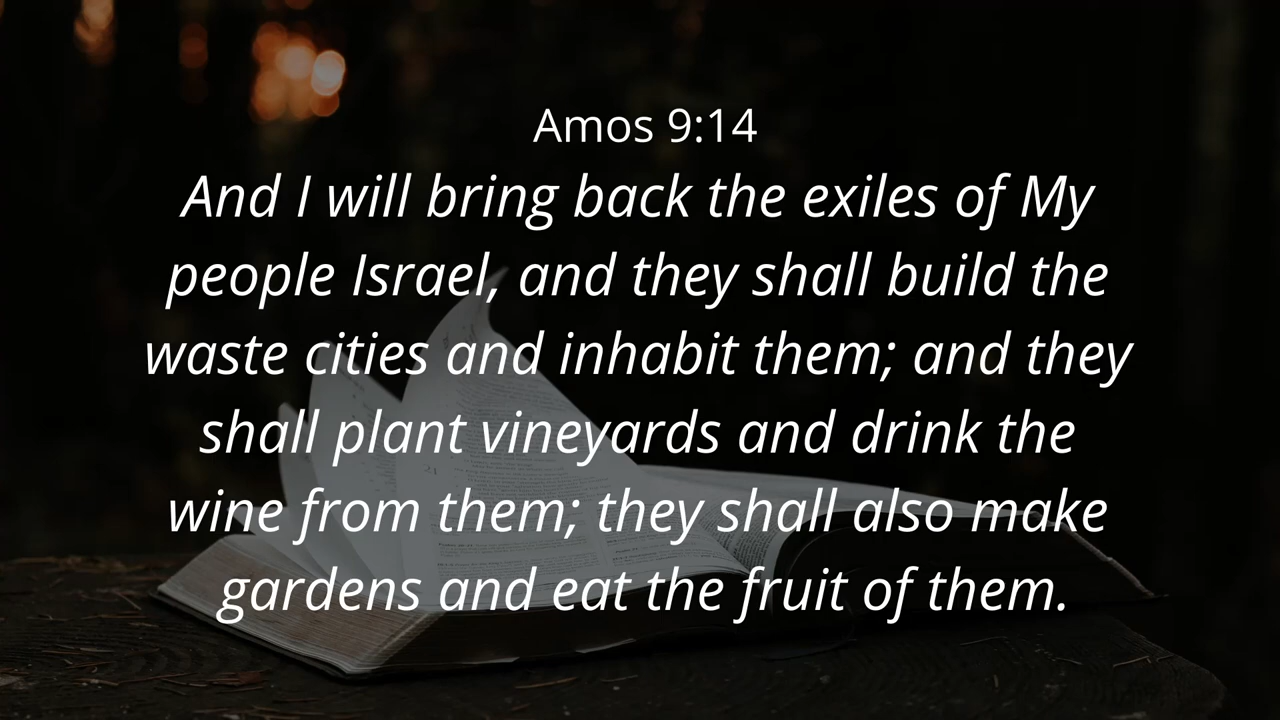 Amos 9:14
And I will bring back the exiles of My
people Israel, and they shall build the
waste cities and inhabit them; and they
shall plant vineyards and drink the
wine from them; they shall also make
gardens and eat the fruit of them.